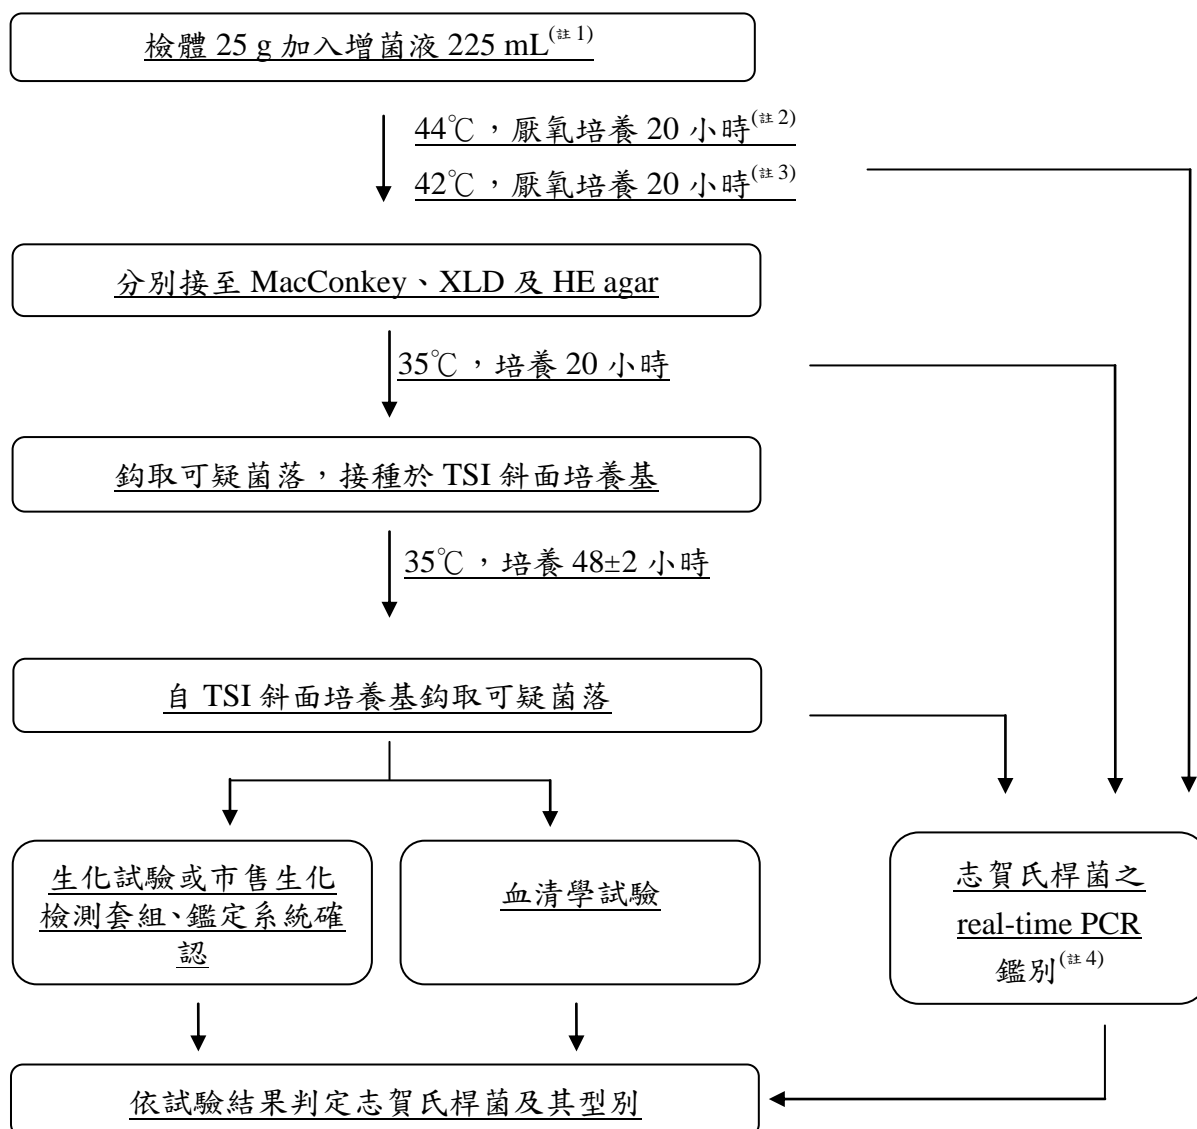 檢體 25 g 加入增菌液 225 mL(註 1)
44℃，厭氧培養 20 小時(註 2)
42℃，厭氧培養 20 小時(註 3)
分別接至 MacConkey、XLD 及 HE agar
35℃，培養 20 小時
鈎取可疑菌落，接種於 TSI 斜面培養基
35℃，培養 48±2 小時
自 TSI 斜面培養基鈎取可疑菌落
生化試驗或市售生化
檢測套組、鑑定系統確
認
血清學試驗
志賀氏桿菌之
real-time PCR
鑑別(註 4)
依試驗結果判定志賀氏桿菌及其型別